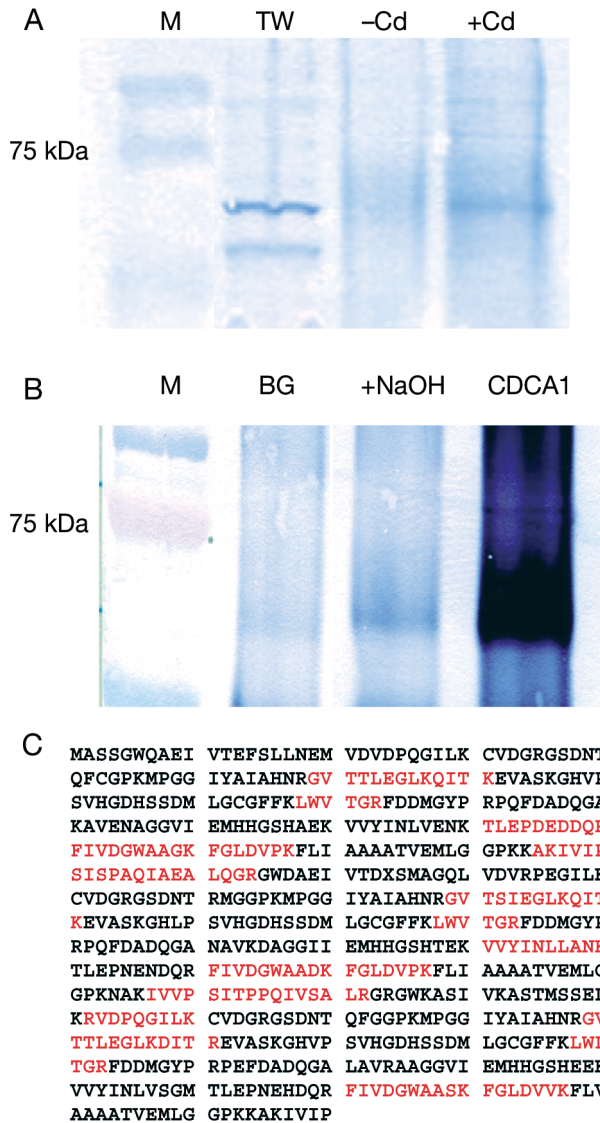 A
M TW –Cd +Cd
75 kDa
B
M BG +NaOH CDCA1
75 kDa
C
MASSGWQAEI VTEFSLLNEM VDVDPQGILK CVDGRGSDNT
QFCGPKMPGG IYAIAHNRGV TTLEGLKQIT KEVASKGHVP
SVHGDHSSDM LGCGFFKLWV TGRFDDMGYP RPQFDADQGA
KAVENAGGVI EMHHGSHAEK VVYINLVENK TLEPDEDDQR
FIVDGWAAGK FGLDVPKFLI AAAATVEMLG GPKKAKIVIP
SISPAQIAEA LQGRGWDAEI VTDXSMAGQL VDVRPEGILK
CVDGRGSDNT RMGGPKMPGG IYAIAHNRGV TSIEGLKQIT
KEVASKGHLP SVHGDHSSDM LGCGFFKLWV TGRFDDMGYP
RPQFDADQGA NAVKDAGGII EMHHGSHTEK VVYINLLANK
TLEPNENDQR FIVDGWAADK FGLDVPKFLI AAAATVEMLG
GPKNAKIVVP SITPPQIVSA LRGRGWKASI VKASTMSSEL
KRVDPQGILK CVDGRGSDNT QFGGPKMPGG IYAIAHNRGV
TTLEGLKDIT REVASKGHVP SVHGDHSSDM LGCGFFKLWL
TGRFDDMGYP RPEFDADQGA LAVRAAGGVI EMHHGSHEEK
VVYINLVSGM TLEPNEHDQR FIVDGWAASK FGLDVVKFLV
AAAATVEMLG GPKKAKIVIP